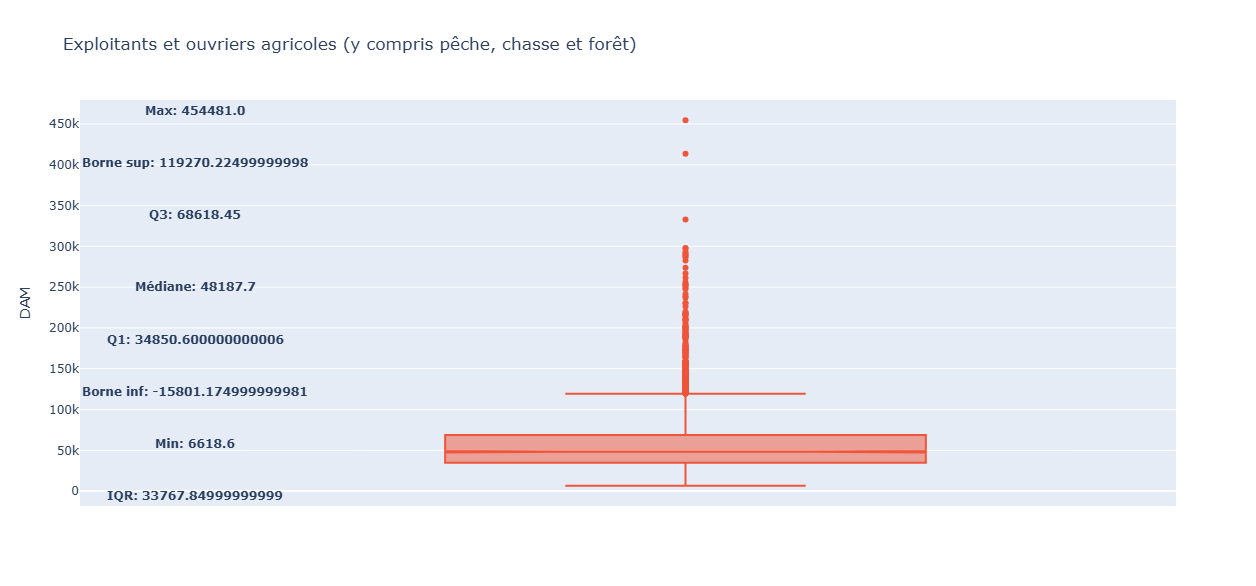 Exploitants et ouvriers agricoles (y compris pêche, chasse et forêt)
Max: 454481.0
450k
Borne sup: 119270.22499999998
400k
350k
Q3: 68618.45
300k
Médiane: 48187.7
250k
DAM
200k
Q1: 34850.600000000006
150k
Borne inf: -15801.174999999981
100k
Min: 6618.6
50k
0
IQR: 33767.84999999999